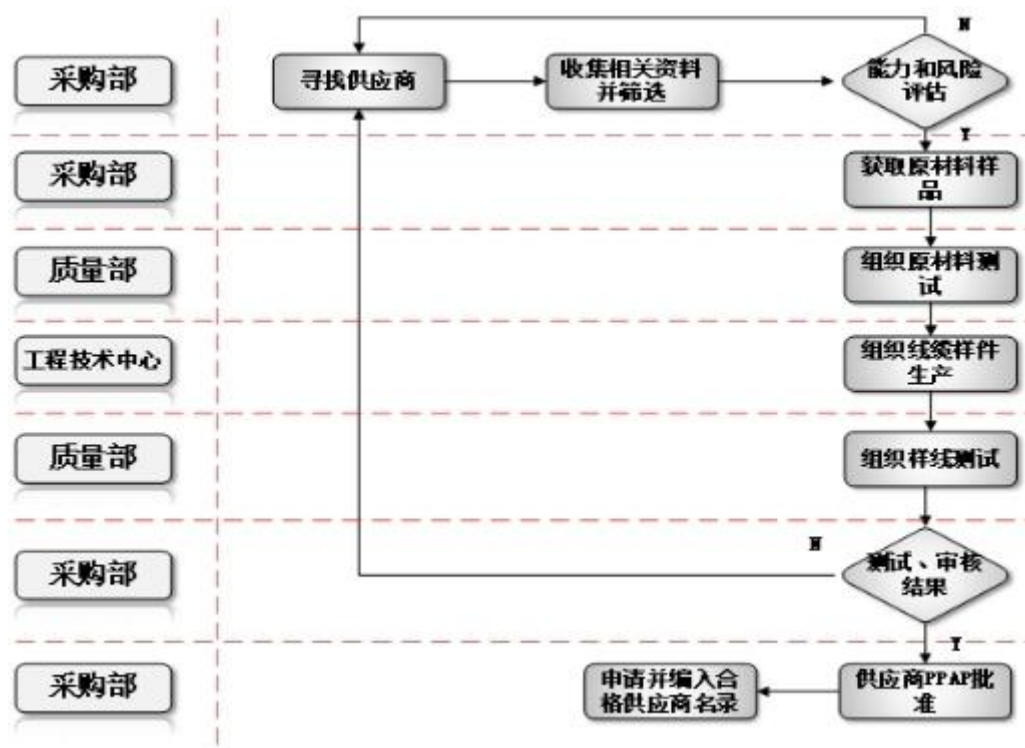 N
采购部
寻找供应商
收集相关资料
并筛选
能力和风险
评估
Y
采购部
获取原材料样
品
质量部
组织原材料测
试
工程技术中心
组织线缆样件
生产
质量部
组织样线测试
N
采购部
测试、审核
结果
Y
采购部
申请并编入合
格供应商名录
供应商PPAP批
准